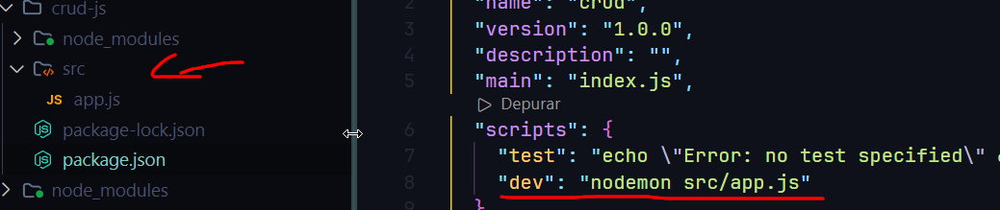 crud-js
node_modules
src
JS app.js
package-lock.json
package.json
node_modules
2 "name": "crud",
3 "version": "1.0.0",
4 "description": "",
5 "main": "index.js",
Depurar
6 "scripts": {
7 "test": "echo \"Error: no test specified\"
8 "dev": "nodemon src/app.js"
9 }